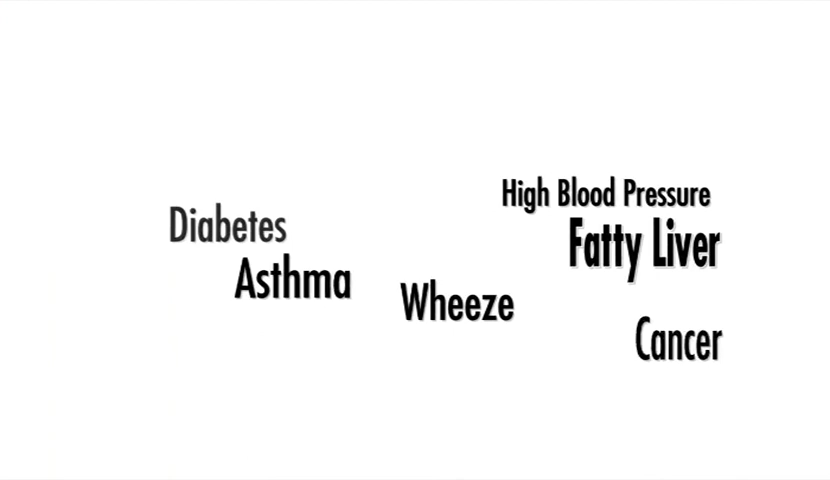 High Blood Pressure
Diabetes
Fatty Liver
Asthma
Wheeze
Cancer